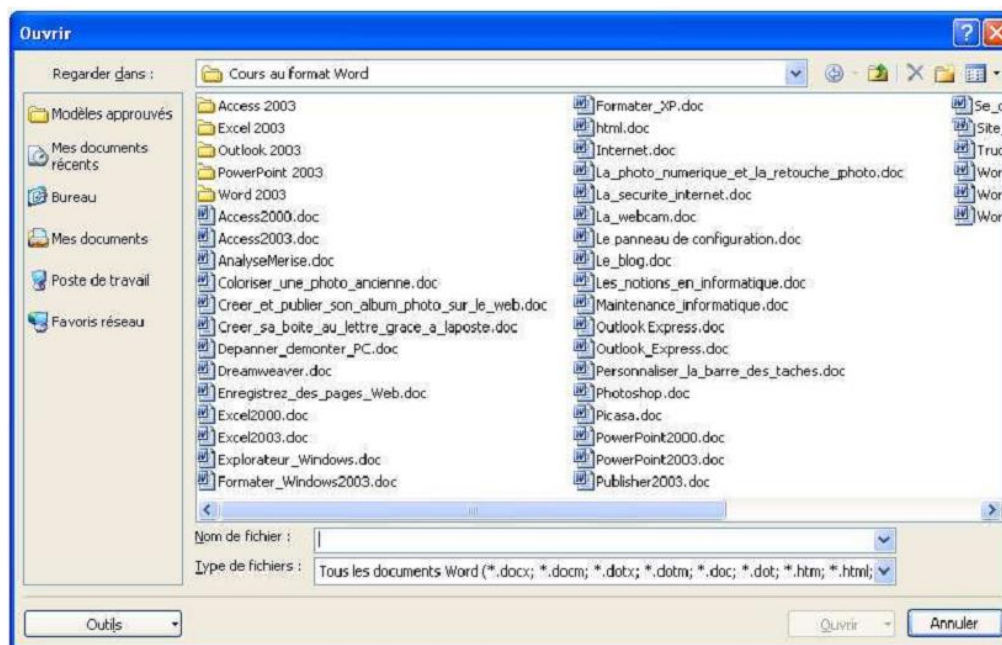 Ouvrir
Regarder dans :
Cours au format Word
Modèles approuvés
Mes documents
récents
Bureau
Mes documents
Poste de travail
Favoris réseau
Access 2003
Excel 2003
Outlook 2003
PowerPoint 2003
Word 2003
Access2000.doc
Access2003.doc
AnalyseMerise.doc
Coloriser_une_photo_ancienne.doc
Creer_et_publier_son_album_photo_sur_le_web.doc
Creer_sa_boite_au_lettre_grace_a_laposte.doc
Depanner_demonter_PC.doc
Dreamweaver.doc
Enregistrez_des_pages_Web.doc
Excel2000.doc
Excel2003.doc
Explorateur_Windows.doc
Formater_Windows2003.doc
Formater_XP.doc
html.doc
Internet.doc
La_photo_numerique_et_la_retouche_photo.doc
La_securite_internet.doc
La_webcam.doc
Le panneau de configuration.doc
Le_blog.doc
Les_notions_en_informatique.doc
Maintenance_informatique.doc
Outlook Express.doc
Outlook_Express.doc
Personnaliser_la_barre_des_taches.doc
Photoshop.doc
Picasa.doc
PowerPoint2000.doc
PowerPoint2003.doc
Publisher2003.doc
Site_
Truc
Wor
Wor
Wor
Nom de fichier :
Type de fichiers :
Tous les documents Word (*.docx; *.docm; *.dotx; *.dotm; *.doc; *.dot; *.htm; *.html;
Outils
Ouvrir
Annuler